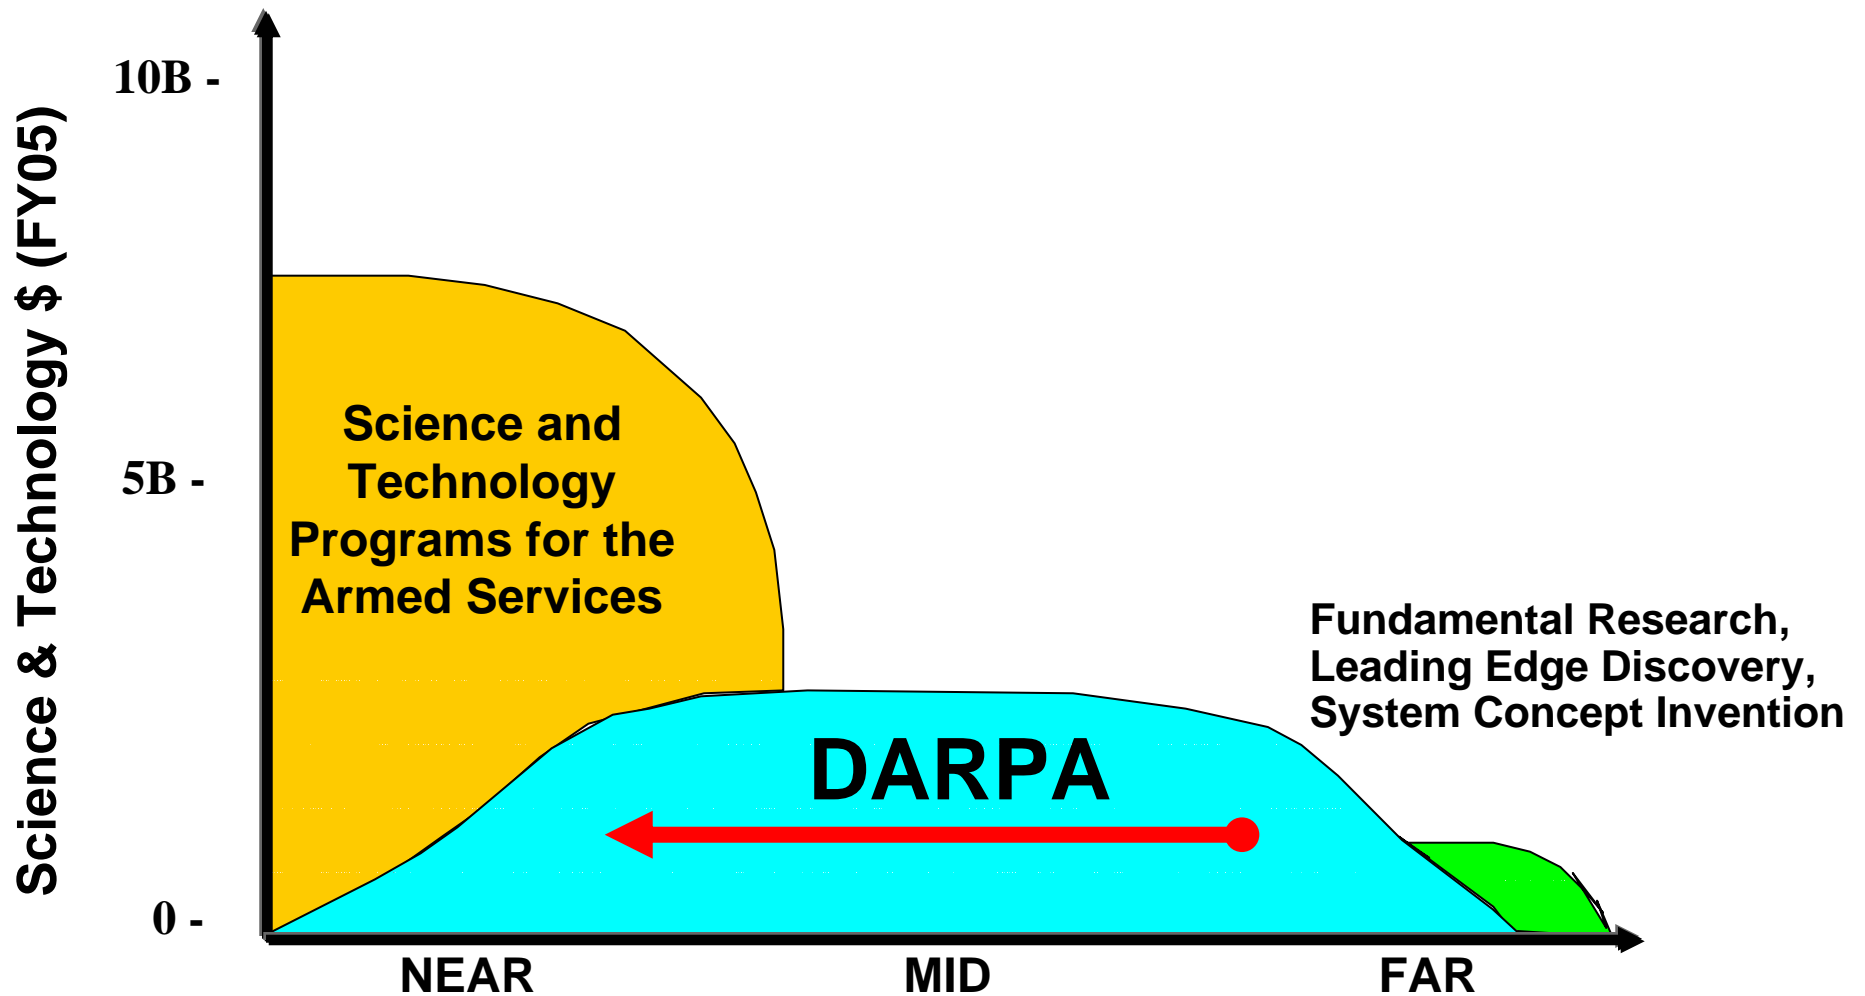 Science & Technology $ (FY05)
10B -
5B -
0 -
Science and
Technology
Programs for the
Armed Services
DARPA
Fundamental Research,
Leading Edge Discovery,
System Concept Invention
NEAR
MID
FAR